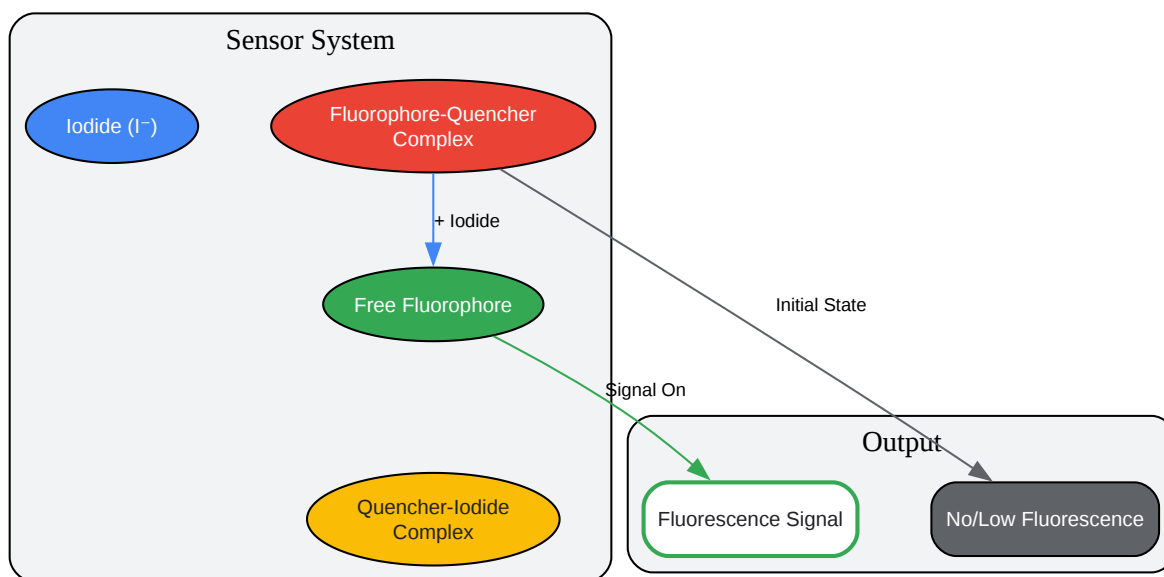 Sensor System
Iodide (I⁻)
Fluorophore-Quencher
Complex
+ Iodide
Free Fluorophore
Initial State
Signal On
Output
Quencher-Iodide
Complex
Fluorescence Signal
No/Low Fluorescence